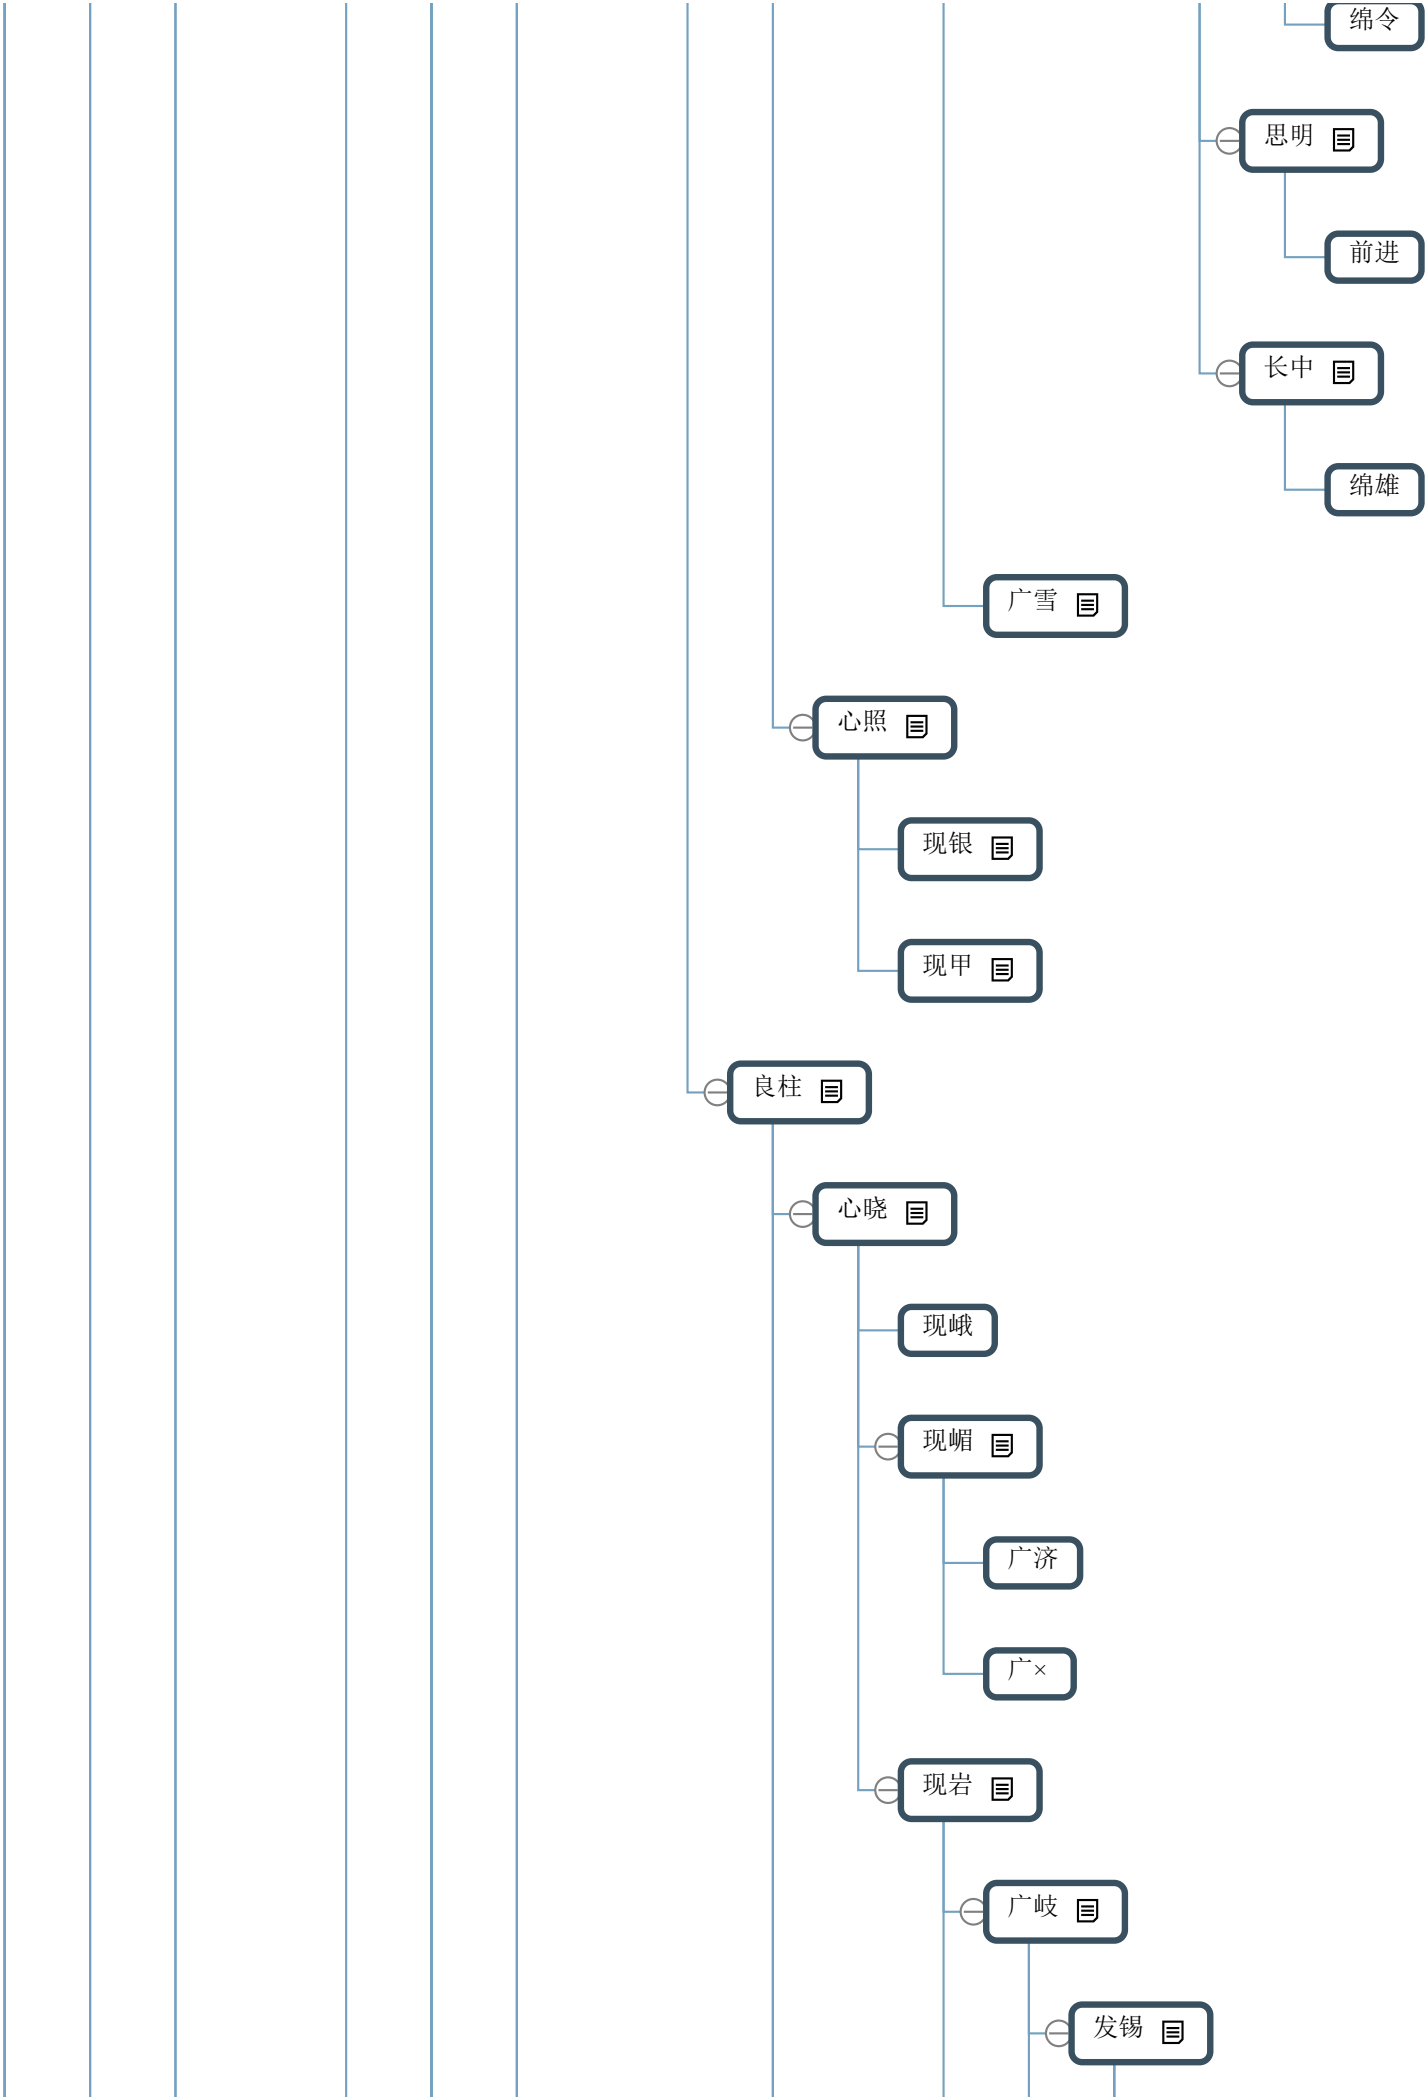 绵令
思明
前进
长中
绵雄
广雪
心照
现银
现甲
良柱
心晓
现峨
现嵋
广济
广×
现岩
广岐
发锡